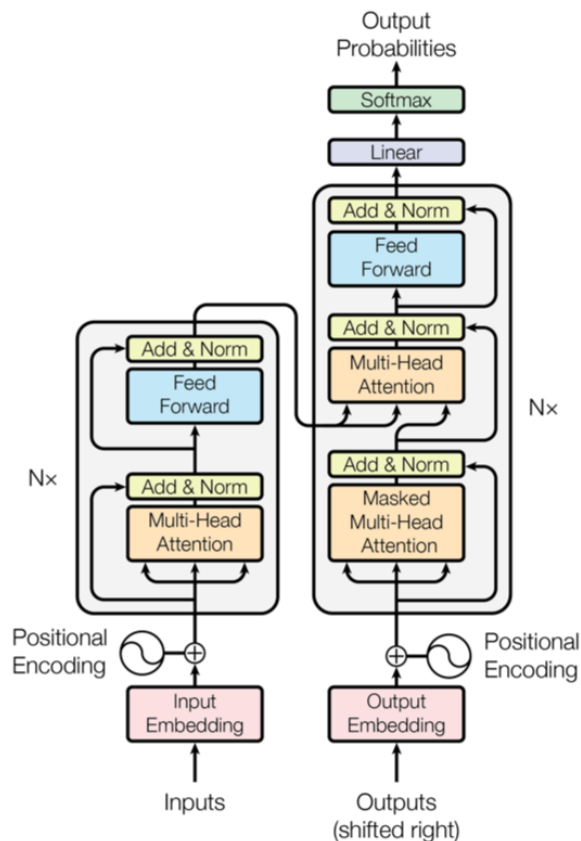 Output
Probabilities
Softmax
Linear
Add & Norm
Feed
Forward
Add & Norm
Multi-Head
Attention
Add & Norm
Masked
Multi-Head
Attention
N×
Positional
Encoding
Output
Embedding
Outputs
(shifted right)
Add & Norm
Feed
Forward
Add & Norm
Multi-Head
Attention
N×
Positional
Encoding
Input
Embedding
Inputs